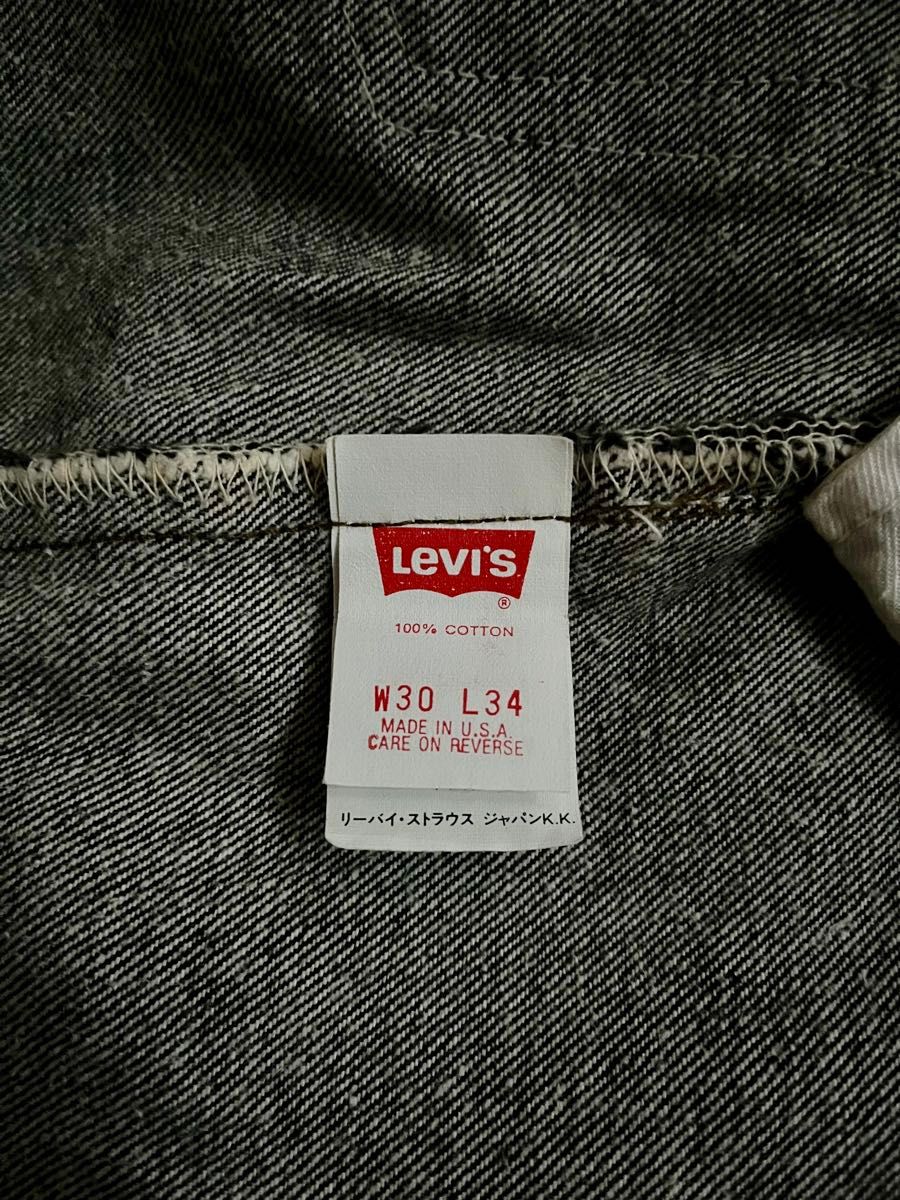 Levi's
®
100% COTTON
W30 L34
MADE IN U.S.A.
CARE ON REVERSE
リーバイ・ストラウス ジャパンK.K.